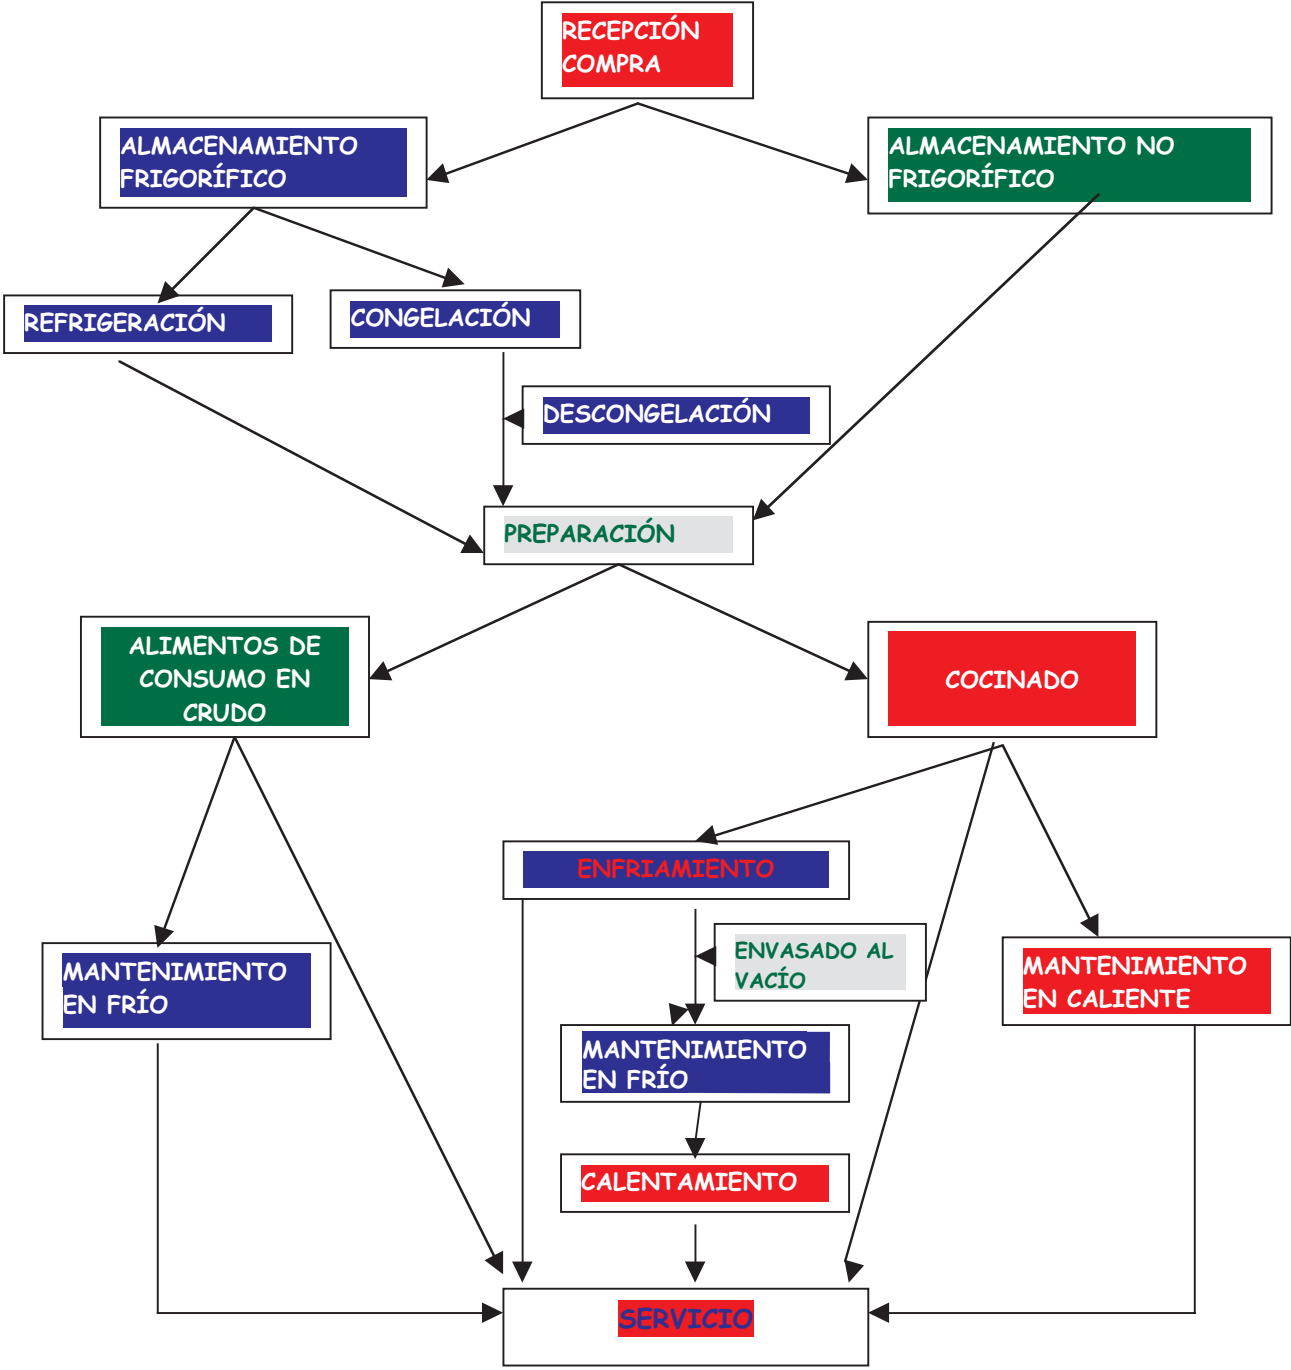 RECEPCIÓN
COMPRA
ALMACENAMIENTO
FRIGORÍFICO
ALMACENAMIENTO NO
FRIGORÍFICO
REFRIGERACIÓN
CONGELACIÓN
DESCONGELACIÓN
PREPARACIÓN
ALIMENTOS DE
CONSUMO EN
CRUDO
COCINADO
ENFRIAMIENTO
ENVASADO AL
VACÍO
MANTENIMIENTO
EN FRÍO
MANTENIMIENTO
EN CALIENTE
MANTENIMIENTO
EN FRÍO
CALENTAMIENTO
SERVICIO